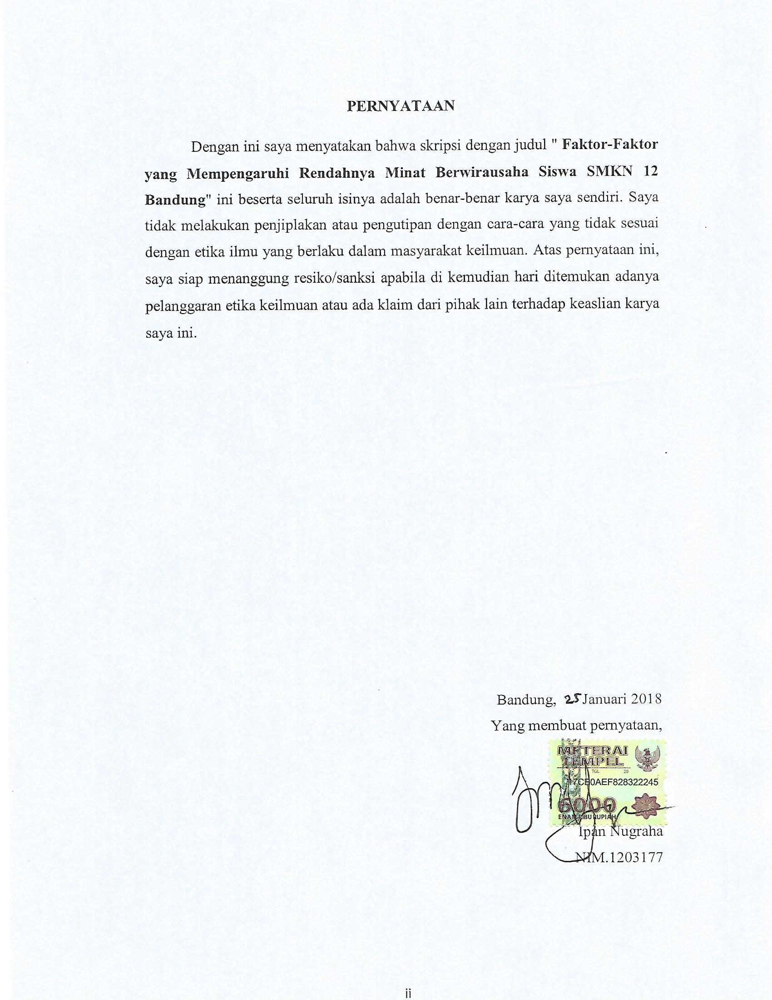 PERNYATAAN
Dengan ini saya menyatakan bahwa skripsi dengan judul " Faktor-Faktor
yang Mempengaruhi Rendahnya Minat Berwirausaha Siswa SMKN 12
Bandung" ini beserta seluruh isinya adalah benar-benar karya saya sendiri. Saya
tidak melakukan penjiplakan atau pengutipan dengan cara-cara yang tidak sesuai
dengan etika ilmu yang berlaku dalam masyarakat keilmuan. Atas pernyataan ini,
saya siap menanggung resiko/sanksi apabila di kemudian hari ditemukan adanya
pelanggaran etika keilmuan atau ada klaim dari pihak lain terhadap keaslian karya
saya ini.
Bandung, 25 Januari 2018
Yang membuat pernyataan,
METERAI
TEMPEL
TGL. 20
6000
ENAM RIBU RUPIAH
Ipan Nugraha
NIM.1203177
ii